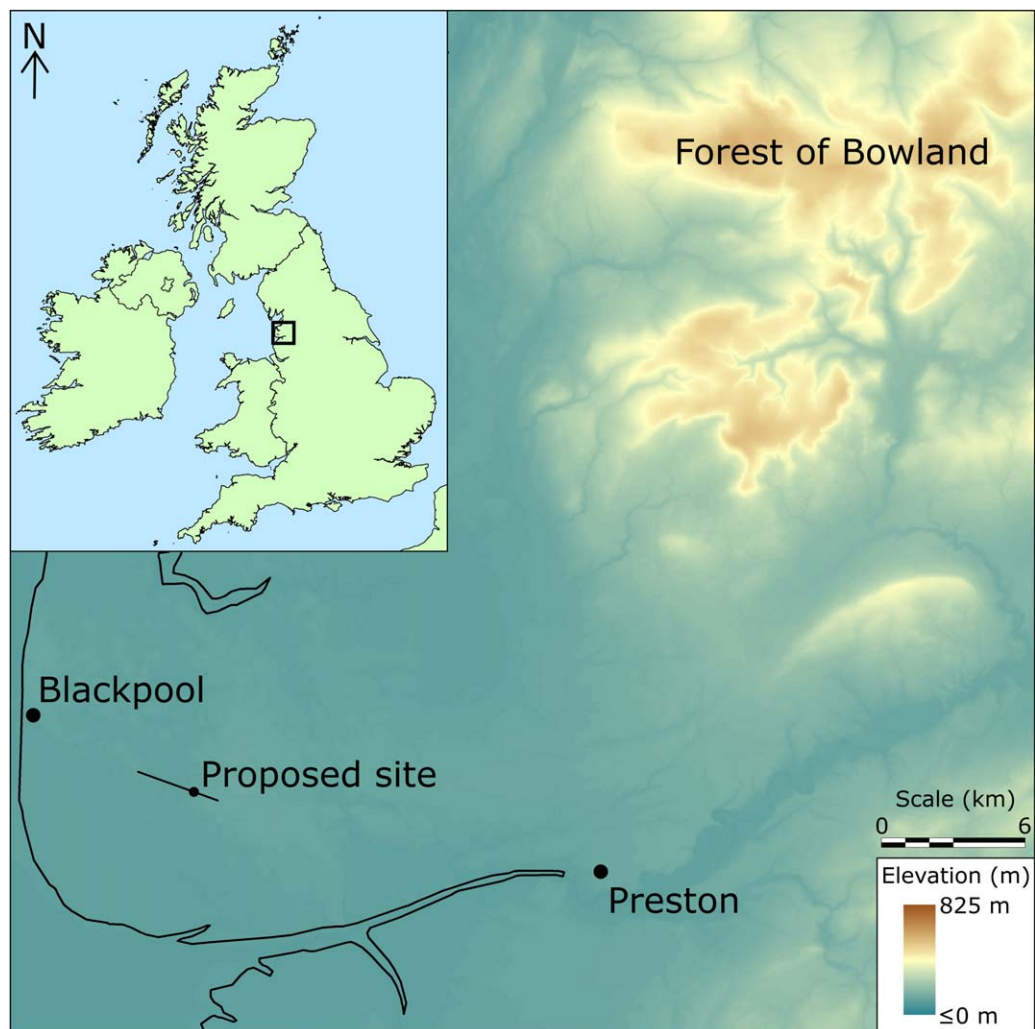 N
Forest of Bowland
Blackpool
Proposed site
Preston
Scale (km)
0 6
Elevation (m)
825 m
≤0 m